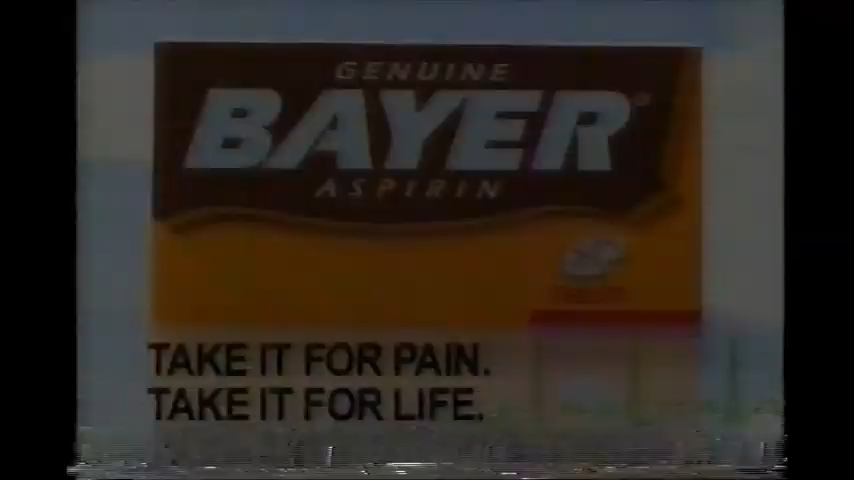 GENUINE
BAYER®
ASPIRIN
TAKE IT FOR PAIN.
TAKE IT FOR LIFE.